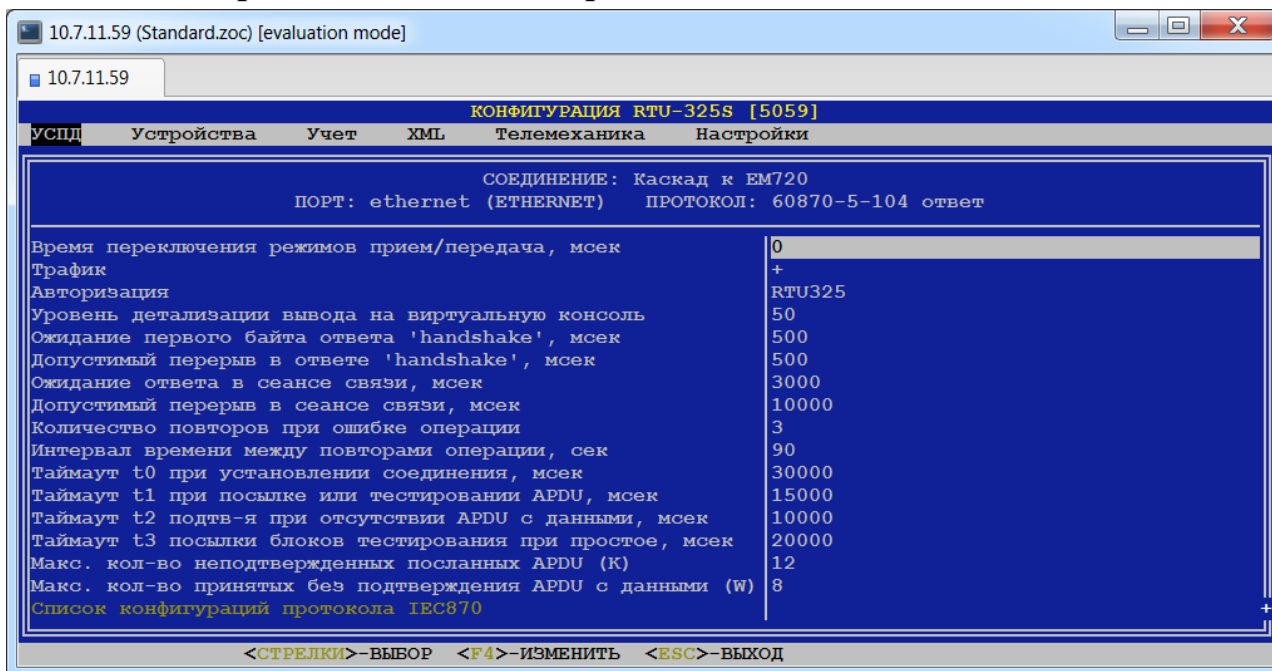 10.7.11.59 (Standard.zoc) [evaluation mode]
10.7.11.59
КОНФИГУРАЦИЯ RTU-325S [5059]
УСПД Устройства Учет XML Телемеханика Настройки
СОЕДИНЕНИЕ: Каскад к EM720
ПОРТ: ethernet (ETHERNET) ПРОТОКОЛ: 60870-5-104 ответ
Время переключения режимов прием/передача, мсек 0
Трафик +
Авторизация RTU325
Уровень детализации вывода на виртуальную консоль 50
Ожидание первого байта ответа 'handshake', мсек 500
Допустимый перерыв в ответе 'handshake', мсек 500
Ожидание ответа в сеансе связи, мсек 3000
Допустимый перерыв в сеансе связи, мсек 10000
Количество повторов при ошибке операции 3
Интервал времени между повторами операции, сек 90
Таймаут t0 при установлении соединения, мсек 30000
Таймаут t1 при посылке или тестировании APDU, мсек 15000
Таймаут t2 подтв-я при отсутствии APDU с данными, мсек 10000
Таймаут t3 посылки блоков тестирования при простое, мсек 20000
Макс. кол-во неподтвержденных посланных APDU (K) 12
Макс. кол-во принятых без подтверждения APDU с данными (W) 8
Список конфигураций протокола IEC870 +
<СТРЕЛКИ>-ВЫБОР <F4>-ИЗМЕНИТЬ <ESC>-ВЫХОД